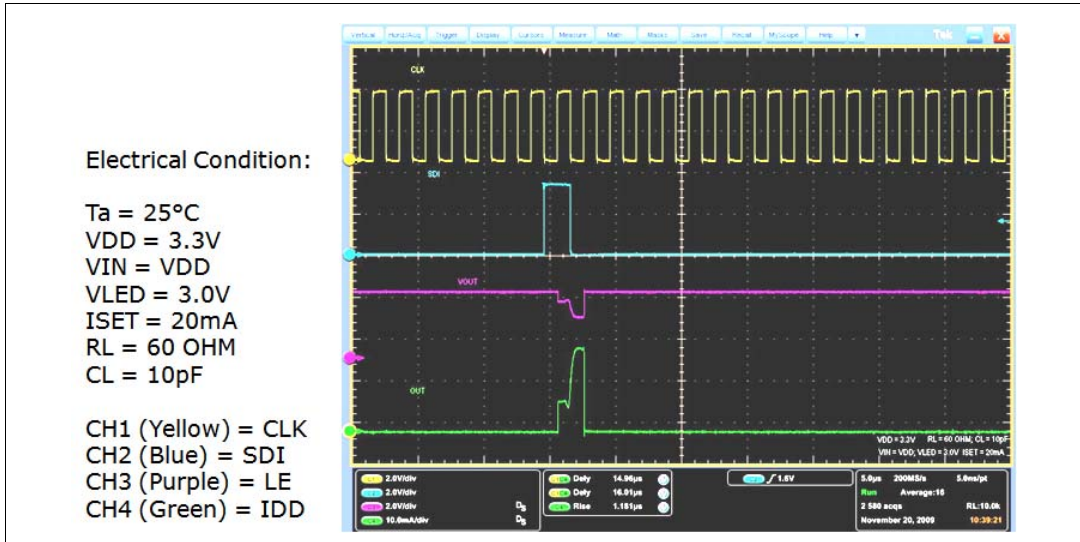 Electrical Condition:
Ta = 25°C
VDD = 3.3V
VIN = VDD
VLED = 3.0V
ISET = 20mA
RL = 60 OHM
CL = 10pF
CH1 (Yellow) = CLK
CH2 (Blue) = SDI
CH3 (Purple) = LE
CH4 (Green) = IDD
Vertical Horiz/Acq Trigger Display Cursors Measure Math Masks Save Recall MyScope Help Tek
CLK
SDI
VOUT
OUT
VDD = 3.3V RL = 60 OHM, CL = 10pF
VIN = VDD, VLED = 3.0V ISET = 20mA
2.0V/div
2.0V/div
2.0V/div
10.0mA/div
Dely 14.96µs
Dely 16.01µs
Rise 1.181µs
1.6V
5.0µs 200MS/s 5.0ns/pt
Run Average:16
2 580 acqs RL:10.0k
November 20, 2009 10:39:21